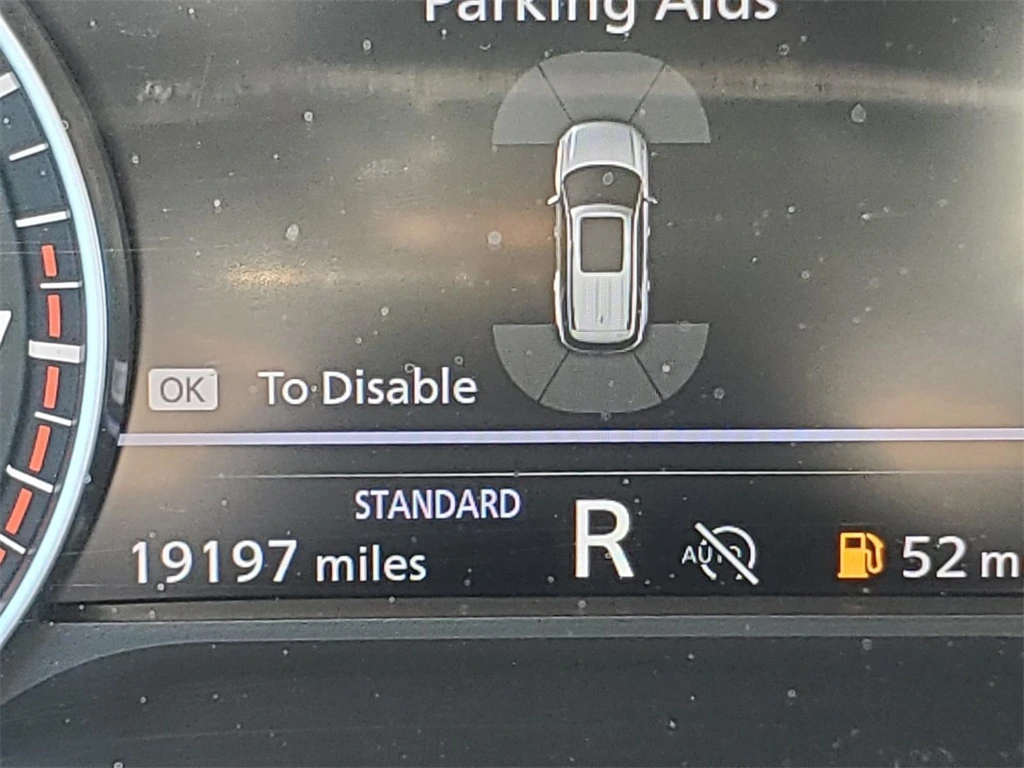 Parking Aids
OK To Disable
STANDARD
19197 miles R AUTO 52 m